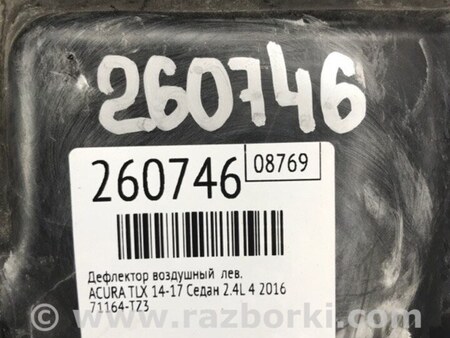 260746
260746 08769
Дефлектор воздушный лев.
ACURA TLX 14-17 Седан 2.4L 4 2016
71164-TZ3
www.razborki.com